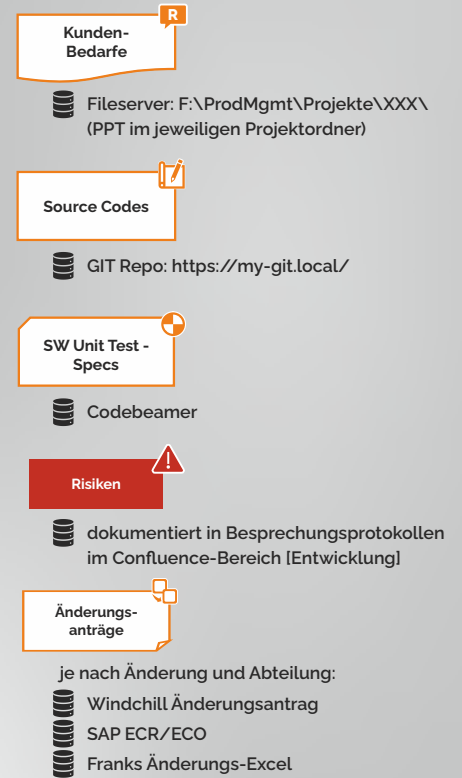 R
Kunden-
Bedarfe
Fileserver: F:\ProdMgmt\Projekte\XXX\
(PPT im jeweiligen Projektordner)
Source Codes
GIT Repo: https://my-git.local/
SW Unit Test -
Specs
Codebeamer
Risiken
dokumentiert in Besprechungsprotokollen
im Confluence-Bereich [Entwicklung]
Änderungs-
anträge
je nach Änderung und Abteilung:
Windchill Änderungsantrag
SAP ECR/ECO
Franks Änderungs-Excel